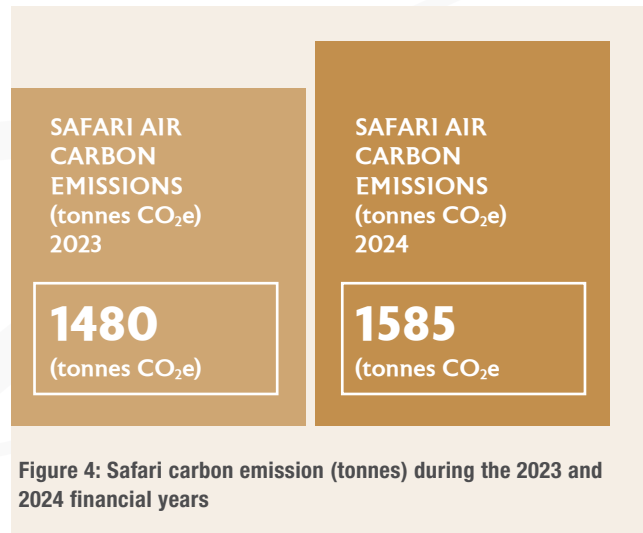 SAFARI AIR
CARBON
EMISSIONS
(tonnes CO₂e)
2023
1480
(tonnes CO₂e)
SAFARI AIR
CARBON
EMISSIONS
(tonnes CO₂e)
2024
1585
(tonnes CO₂e
Figure 4: Safari carbon emission (tonnes) during the 2023 and
2024 financial years